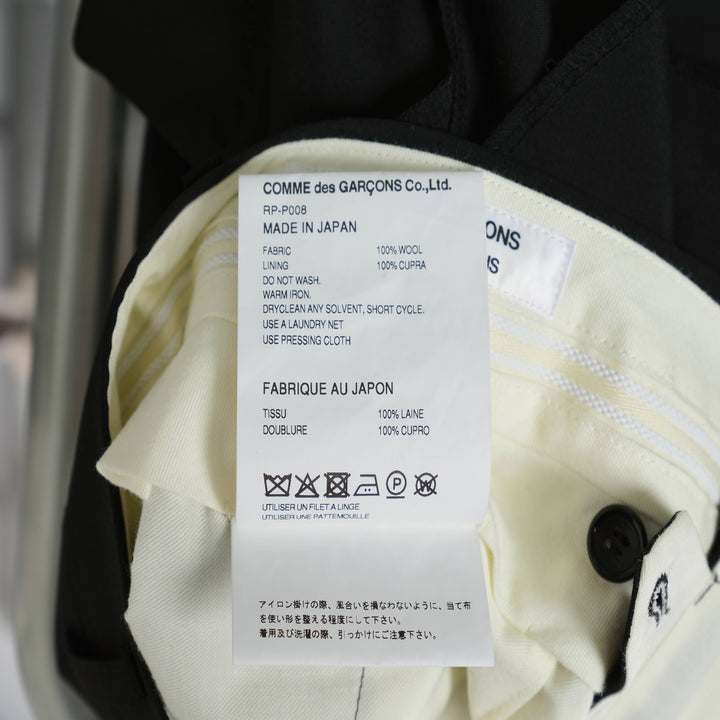 COMME des GARÇONS Co.,Ltd.
RP-P008
MADE IN JAPAN
FABRIC 100% WOOL
LINING 100% CUPRA
DO NOT WASH.
WARM IRON.
DRYCLEAN ANY SOLVENT, SHORT CYCLE.
USE A LAUNDRY NET
USE PRESSING CLOTH
FABRIQUE AU JAPON
TISSU 100% LAINE
DOUBLURE 100% CUPRO
P W
UTILISER UN FILET A LINGE
UTILISER UNE PATTEMOUILLE
アイロン掛けの際、風合いを損なわないように、当て布
を使い形を整える程度にして下さい。
着用及び洗濯の際、引っかけにご注意下さい。
ONS
S